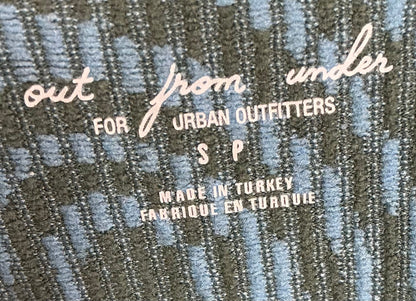 out from under
FOR URBAN OUTFITTERS
S P
MADE IN TURKEY
FABRIQUE EN TURQUIE